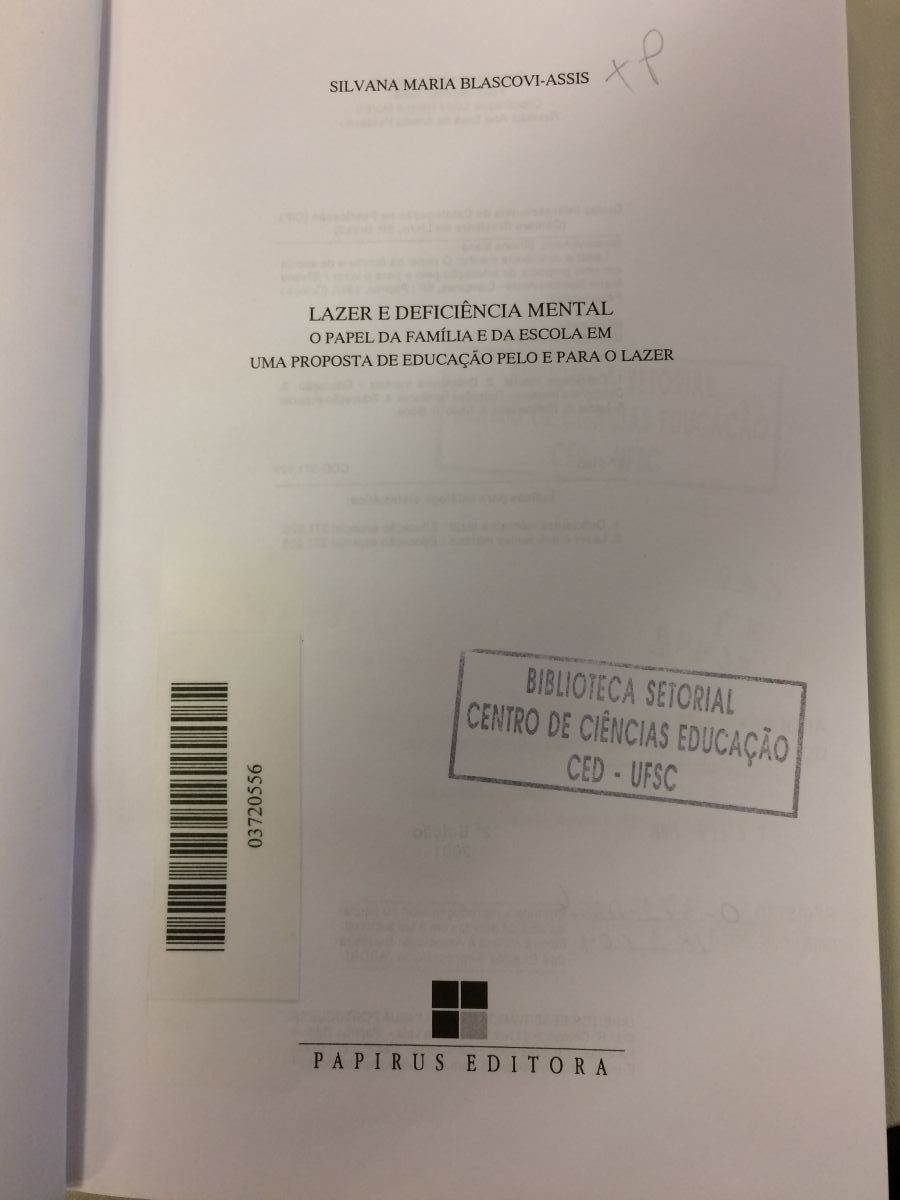 SILVANA MARIA BLASCOVI-ASSIS
LAZER E DEFICIÊNCIA MENTAL
O PAPEL DA FAMÍLIA E DA ESCOLA EM
UMA PROPOSTA DE EDUCAÇÃO PELO E PARA O LAZER
BIBLIOTECA SETORIAL
CENTRO DE CIÊNCIAS EDUCAÇÃO
CED - UFSC
03720556
PAPIRUS EDITORA